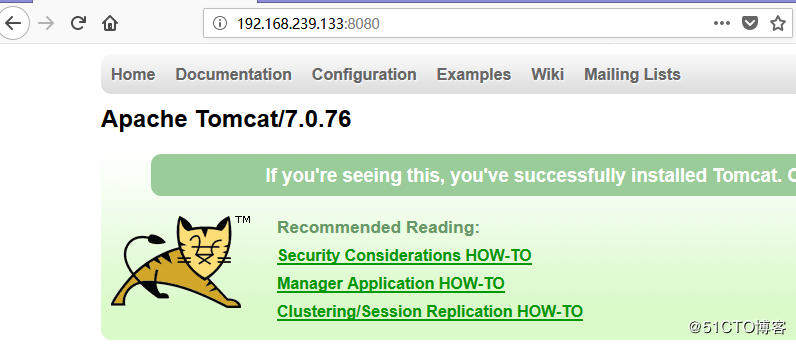 192.168.239.133:8080
Home Documentation Configuration Examples Wiki Mailing Lists
Apache Tomcat/7.0.76
If you're seeing this, you've successfully installed Tomcat. C
TM
Recommended Reading:
Security Considerations HOW-TO
Manager Application HOW-TO
Clustering/Session Replication HOW-TO
@51CTO博客